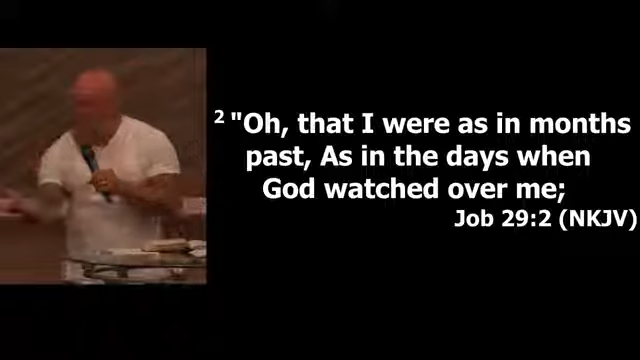 2 "Oh, that I were as in months
past, As in the days when
God watched over me;
Job 29:2 (NKJV)